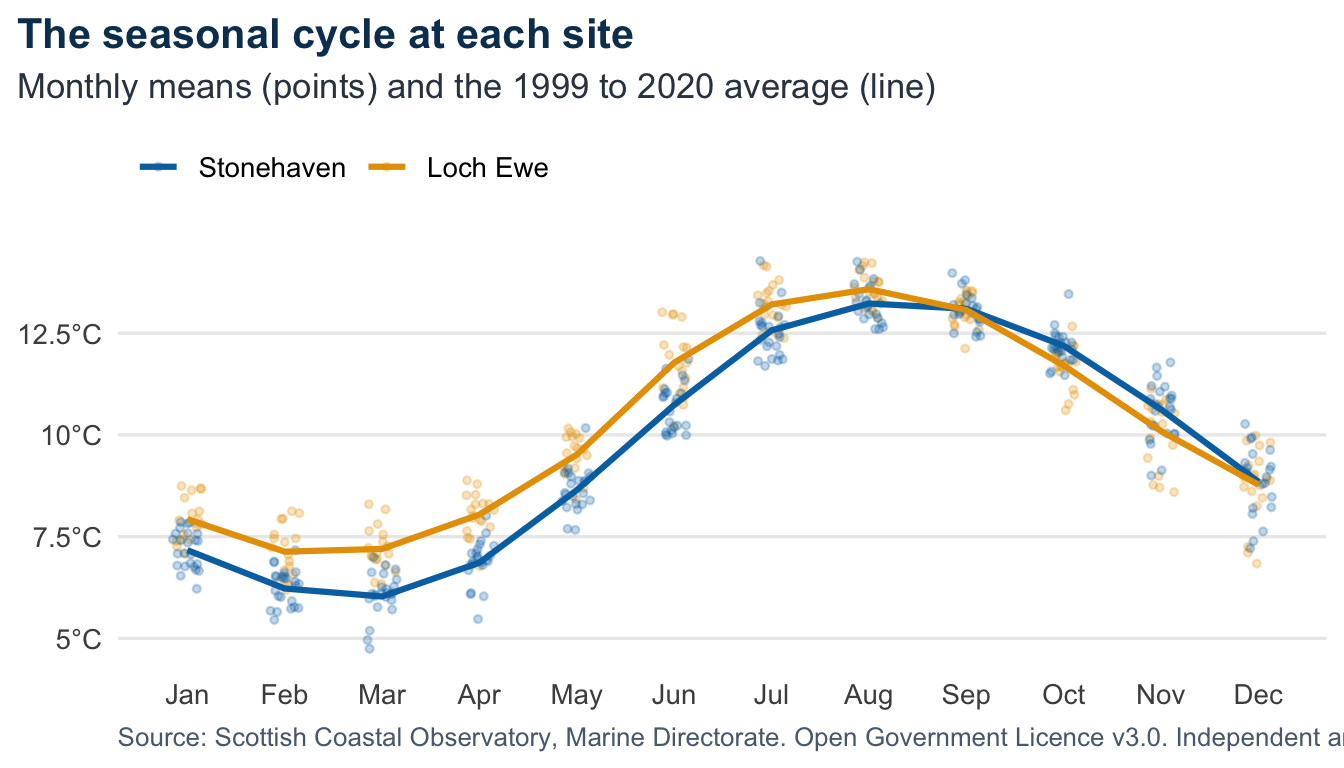 The seasonal cycle at each site
Monthly means (points) and the 1999 to 2020 average (line)
Stonehaven Loch Ewe
12.5°C
10°C
7.5°C
5°C
Jan Feb Mar Apr May Jun Jul Aug Sep Oct Nov Dec
Source: Scottish Coastal Observatory, Marine Directorate. Open Government Licence v3.0. Independent